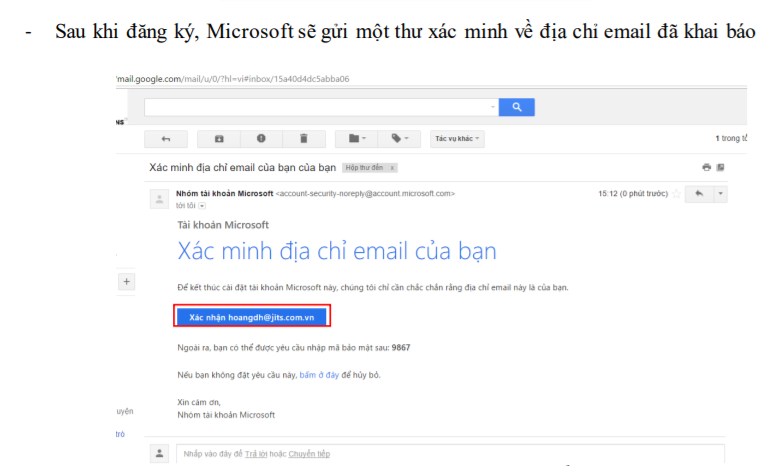 - Sau khi đăng ký, Microsoft sẽ gửi một thư xác minh về địa chỉ email đã khai báo
mail.google.com/mail/u/0/?hl=vi#inbox/15a40d4dc5abba06
Tác vụ khác
1 trong
Xác minh địa chỉ email của bạn của bạn Hộp thư đến x
Nhóm tài khoản Microsoft <account-security-noreply@account.microsoft.com>
15:12 (0 phút trước)
tới tôi
Tài khoản Microsoft
Xác minh địa chỉ email của bạn
Để kết thúc cài đặt tài khoản Microsoft này, chúng tôi chỉ cần chắc chắn rằng địa chỉ email này là của bạn.
Xác nhận hoangdh@jits.com.vn
Ngoài ra, bạn có thể được yêu cầu nhập mã bảo mật sau: 9867
Nếu bạn không đặt yêu cầu này, bấm ở đây để hủy bỏ.
Xin cám ơn,
Nhóm tài khoản Microsoft
uyện
trò
Nhấp vào đây để Trả lời hoặc Chuyển tiếp